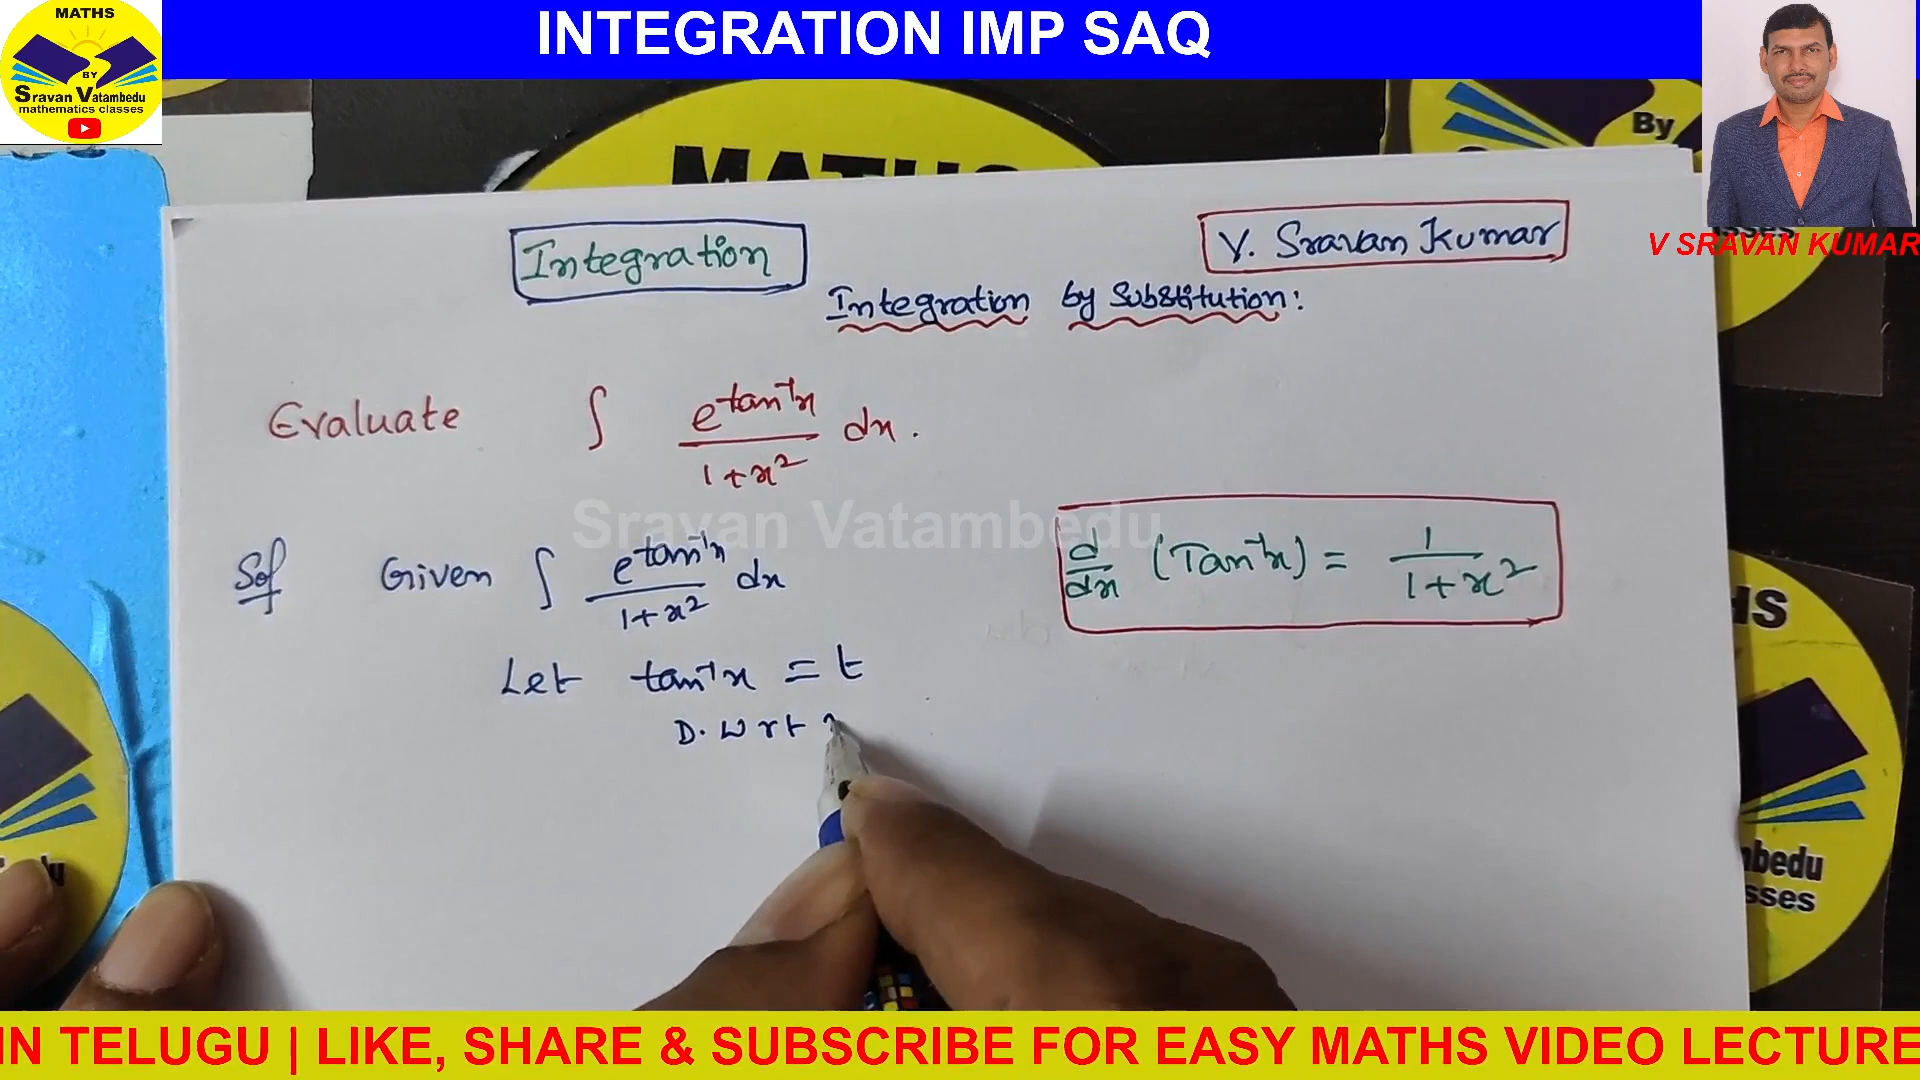 MATHS
BY
Sravan Vatambedu
mathematics classes
INTEGRATION IMP SAQ
MATHS
By
V SRAVAN KUMAR
Integration
V. Sravan Kumar
Integration by Substitution:
Evaluate ∫ e^tan⁻¹x / 1+x² dx.
Sravan Vatambedu
Sol Given ∫ e^tan⁻¹x / 1+x² dx
d/dx (Tan⁻¹x) = 1 / 1+x²
Let tan⁻¹x = t
D. w r t x
IN TELUGU | LIKE, SHARE & SUBSCRIBE FOR EASY MATHS VIDEO LECTURE